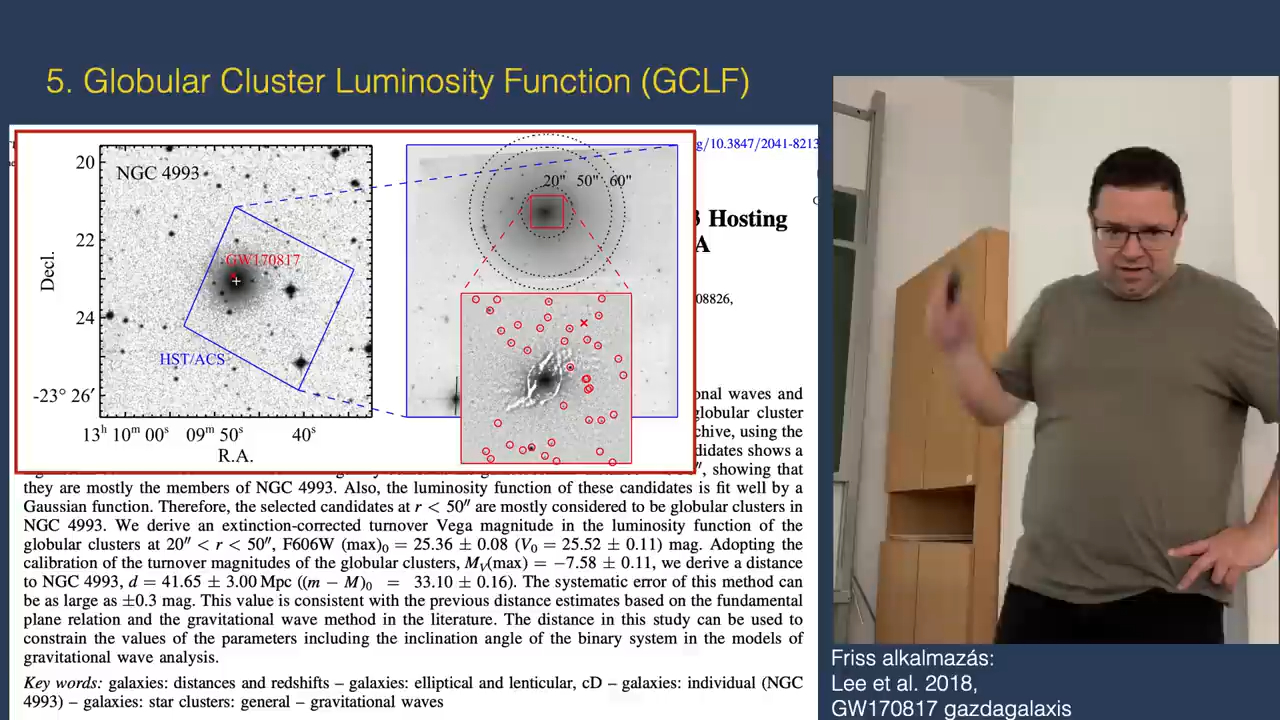 5. Globular Cluster Luminosity Function (GCLF)
g/10.3847/2041-8213
NGC 4993
GW170817
HST/ACS
20
22
24
-23° 26'
Decl.
13h 10m 00s 09m 50s 40s
R.A.
20" 50" 60"
3 Hosting
A
08826,
onal waves and
globular cluster
chive, using the
didates shows a
", showing that
they are mostly the members of NGC 4993. Also, the luminosity function of these candidates is fit well by a
Gaussian function. Therefore, the selected candidates at r < 50″ are mostly considered to be globular clusters in
NGC 4993. We derive an extinction-corrected turnover Vega magnitude in the luminosity function of the
globular clusters at 20″ < r < 50″, F606W (max)₀ = 25.36 ± 0.08 (V₀ = 25.52 ± 0.11) mag. Adopting the
calibration of the turnover magnitudes of the globular clusters, M_V(max) = −7.58 ± 0.11, we derive a distance
to NGC 4993, d = 41.65 ± 3.00 Mpc ((m − M)₀ = 33.10 ± 0.16). The systematic error of this method can
be as large as ±0.3 mag. This value is consistent with the previous distance estimates based on the fundamental
plane relation and the gravitational wave method in the literature. The distance in this study can be used to
constrain the values of the parameters including the inclination angle of the binary system in the models of
gravitational wave analysis.
Key words: galaxies: distances and redshifts – galaxies: elliptical and lenticular, cD – galaxies: individual (NGC
4993) – galaxies: star clusters: general – gravitational waves
Friss alkalmazás:
Lee et al. 2018,
GW170817 gazdagalaxis